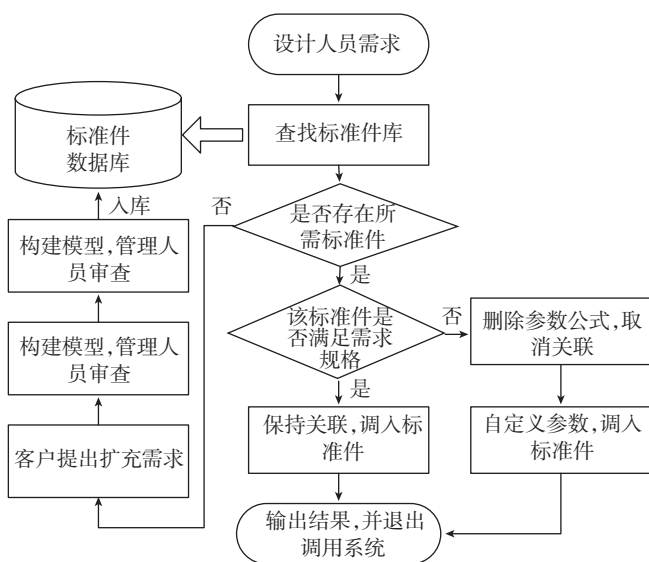 设计人员需求
查找标准件库
标准件
数据库
入库
否
是否存在所
需标准件
构建模型,管理人
员审查
是
该标准件是
否满足需求
规格
否
删除参数公式,取
消关联
构建模型,管理人
员审查
是
保持关联,调入标
准件
自定义参数,调入
标准件
客户提出扩充需求
输出结果,并退出
调用系统